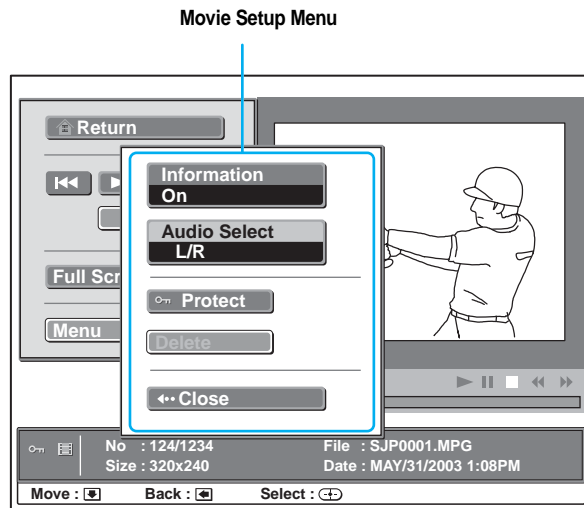 Movie Setup Menu
Return
Information
On
Audio Select
L/R
Full Scr
Protect
Menu
Delete
Close
No : 124/1234
File : SJP0001.MPG
Size : 320x240
Date : MAY/31/2003 1:08PM
Move :
Back :
Select :